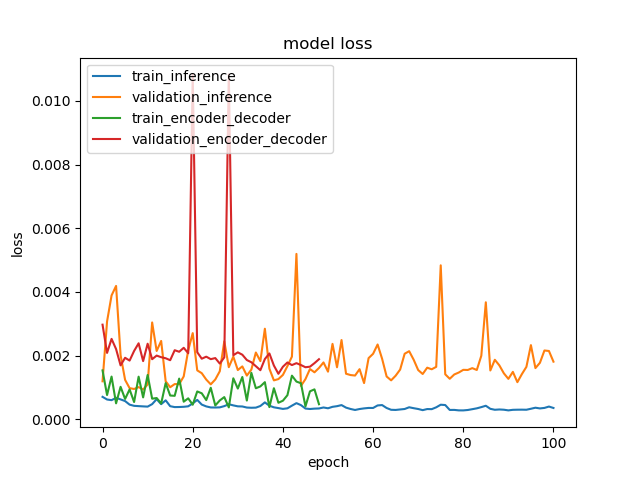 model loss
train_inference
validation_inference
train_encoder_decoder
validation_encoder_decoder
loss
0.010
0.008
0.006
0.004
0.002
0.000
0 20 40 60 80 100
epoch